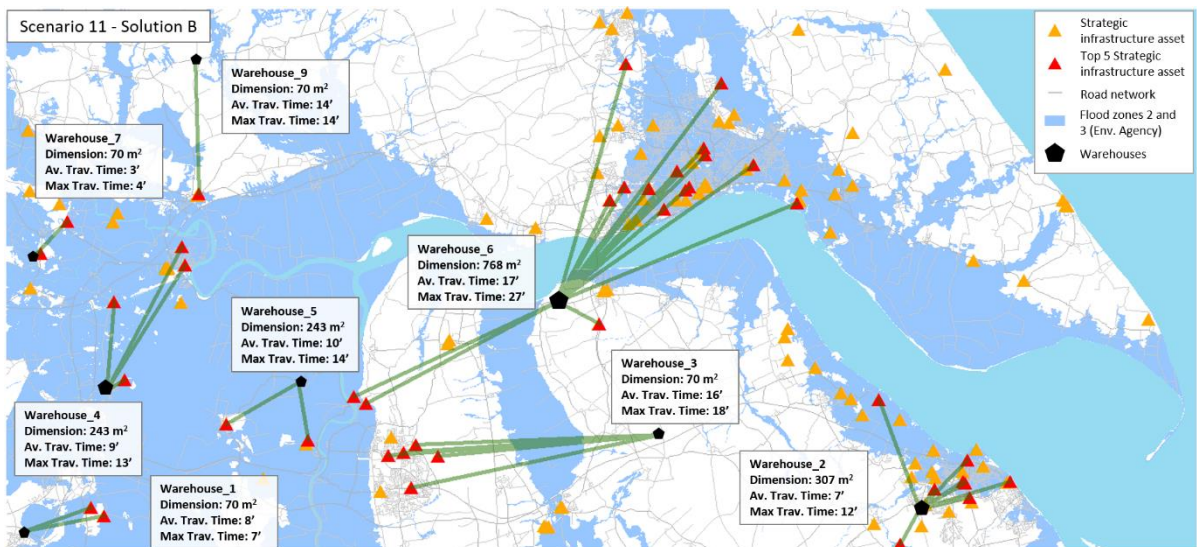 Scenario 11 - Solution B
Strategic
infrastructure asset
Top 5 Strategic
infrastructure asset
Road network
Flood zones 2 and
3 (Env. Agency)
Warehouses
Warehouse_9
Dimension: 70 m²
Av. Trav. Time: 14'
Max Trav. Time: 14'
Warehouse_7
Dimension: 70 m²
Av. Trav. Time: 3'
Max Trav. Time: 4'
Warehouse_6
Dimension: 768 m²
Av. Trav. Time: 17'
Max Trav. Time: 27'
Warehouse_5
Dimension: 243 m²
Av. Trav. Time: 10'
Max Trav. Time: 14'
Warehouse_3
Dimension: 70 m²
Av. Trav. Time: 16'
Max Trav. Time: 18'
Warehouse_4
Dimension: 243 m²
Av. Trav. Time: 9'
Max Trav. Time: 13'
Warehouse_2
Dimension: 307 m²
Av. Trav. Time: 7'
Max Trav. Time: 12'
Warehouse_1
Dimension: 70 m²
Av. Trav. Time: 8'
Max Trav. Time: 7'